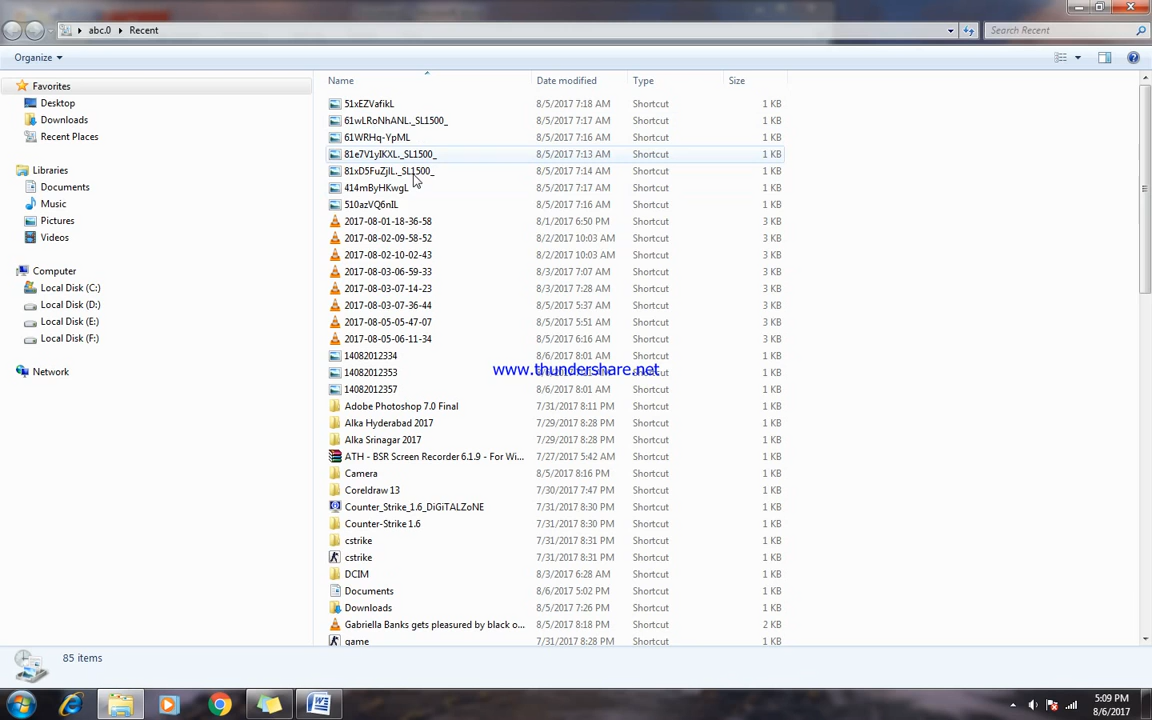 abc.0 Recent Search Recent
Organize
Favorites
Desktop
Downloads
Recent Places
Libraries
Documents
Music
Pictures
Videos
Computer
Local Disk (C:)
Local Disk (D:)
Local Disk (E:)
Local Disk (F:)
Network
Name Date modified Type Size
51xEZVafikL 8/5/2017 7:18 AM Shortcut 1 KB
61wLRoNhANL._SL1500_ 8/5/2017 7:17 AM Shortcut 1 KB
61WRHq-YpML 8/5/2017 7:16 AM Shortcut 1 KB
81e7V1yIKXL._SL1500_ 8/5/2017 7:13 AM Shortcut 1 KB
81xD5FuZjIL._SL1500_ 8/5/2017 7:14 AM Shortcut 1 KB
414mByHKwgL 8/5/2017 7:17 AM Shortcut 1 KB
510azVQ6nIL 8/5/2017 7:16 AM Shortcut 1 KB
2017-08-01-18-36-58 8/1/2017 6:50 PM Shortcut 3 KB
2017-08-02-09-58-52 8/2/2017 10:03 AM Shortcut 3 KB
2017-08-02-10-02-43 8/2/2017 10:03 AM Shortcut 3 KB
2017-08-03-06-59-33 8/3/2017 7:07 AM Shortcut 3 KB
2017-08-03-07-14-23 8/3/2017 7:28 AM Shortcut 3 KB
2017-08-03-07-36-44 8/5/2017 5:37 AM Shortcut 3 KB
2017-08-05-05-47-07 8/5/2017 5:51 AM Shortcut 3 KB
2017-08-05-06-11-34 8/5/2017 6:16 AM Shortcut 3 KB
14082012334 8/6/2017 8:01 AM Shortcut 1 KB
www.thundershare.net
14082012353 Shortcut 1 KB
14082012357 8/6/2017 8:01 AM Shortcut 1 KB
Adobe Photoshop 7.0 Final 7/31/2017 8:11 PM Shortcut 1 KB
Alka Hyderabad 2017 7/29/2017 8:28 PM Shortcut 1 KB
Alka Srinagar 2017 7/29/2017 8:28 PM Shortcut 1 KB
ATH - BSR Screen Recorder 6.1.9 - For Wi... 7/27/2017 5:42 AM Shortcut 1 KB
Camera 8/5/2017 8:16 PM Shortcut 1 KB
Coreldraw 13 7/30/2017 7:47 PM Shortcut 1 KB
Counter_Strike_1.6_DiGiTALZoNE 7/31/2017 8:30 PM Shortcut 1 KB
Counter-Strike 1.6 7/31/2017 8:30 PM Shortcut 1 KB
cstrike 7/31/2017 8:31 PM Shortcut 1 KB
cstrike 7/31/2017 8:31 PM Shortcut 1 KB
DCIM 8/3/2017 6:28 AM Shortcut 1 KB
Documents 8/6/2017 5:02 PM Shortcut 1 KB
Downloads 8/5/2017 7:26 PM Shortcut 1 KB
Gabriella Banks gets pleasured by black o... 8/5/2017 8:18 PM Shortcut 2 KB
game 7/31/2017 8:28 PM Shortcut 1 KB
85 items
5:09 PM
8/6/2017